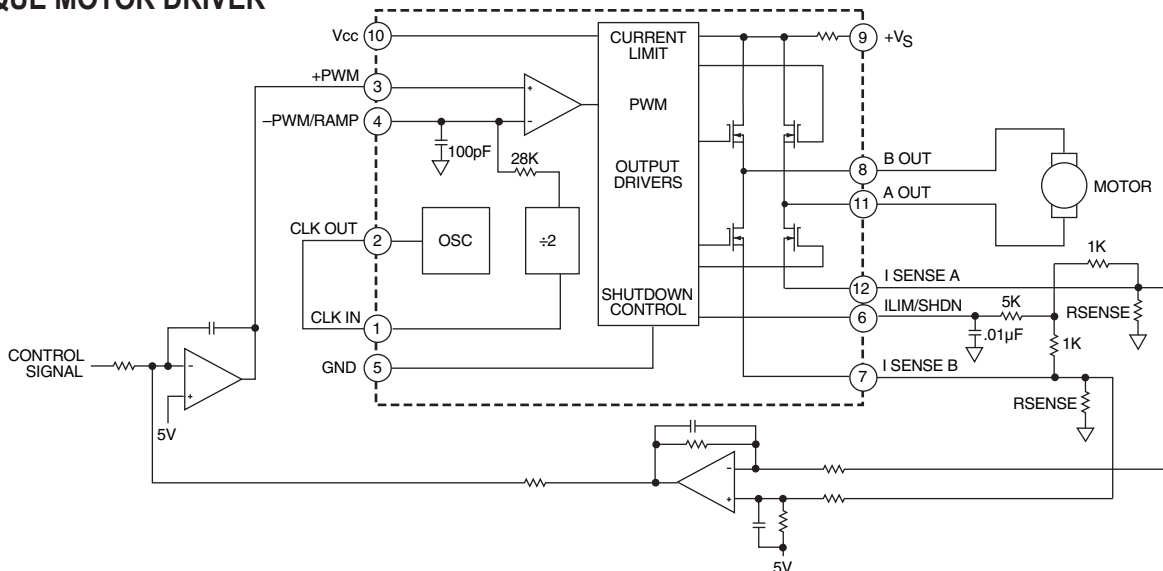 QUE MOTOR DRIVER
Vcc
10
CURRENT
LIMIT
9
+VS
+PWM
3
+
PWM
–PWM/RAMP
4
–
100pF
28K
OUTPUT
DRIVERS
8
B OUT
MOTOR
11
A OUT
CLK OUT
2
OSC
÷2
1K
12
I SENSE A
SHUTDOWN
CONTROL
6
ILIM/SHDN
5K
RSENSE
CLK IN
1
.01µF
1K
CONTROL
SIGNAL
–
+
5V
GND
5
7
I SENSE B
RSENSE
–
+
5V